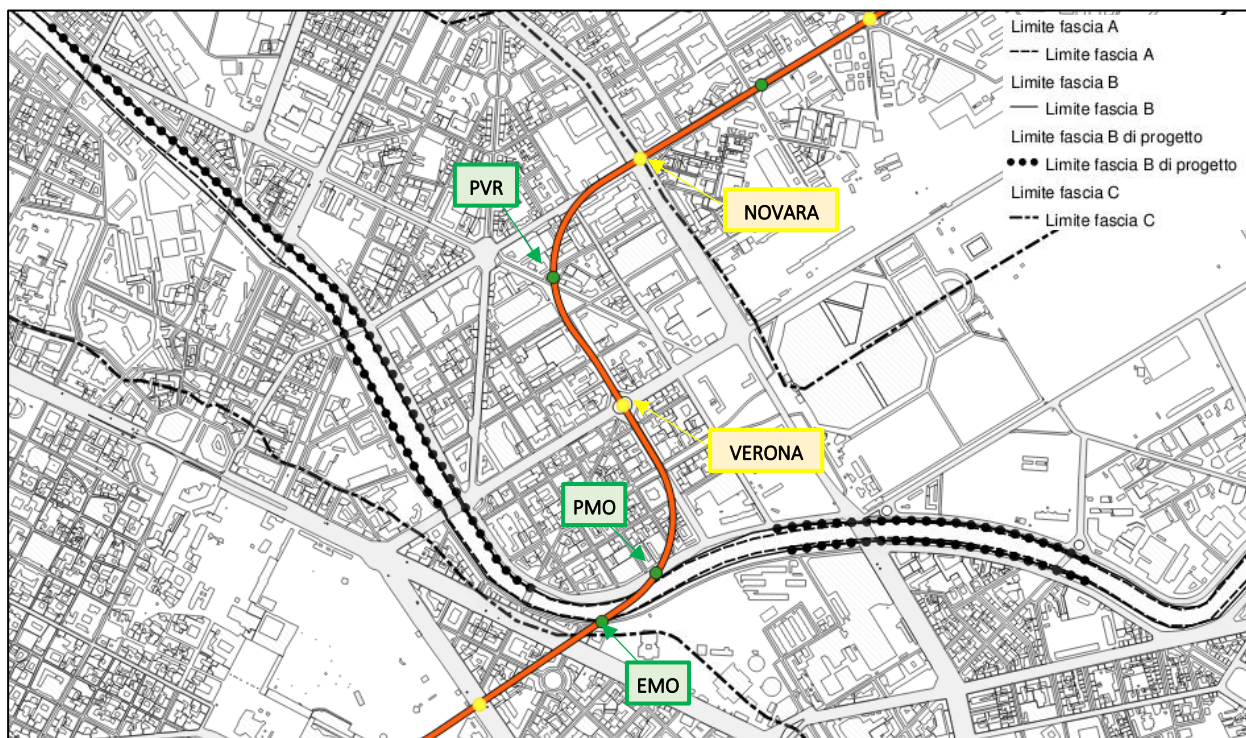 Limite fascia A
Limite fascia A
Limite fascia B
Limite fascia B
Limite fascia B di progetto
Limite fascia B di progetto
Limite fascia C
Limite fascia C
PVR
NOVARA
VERONA
PMO
EMO